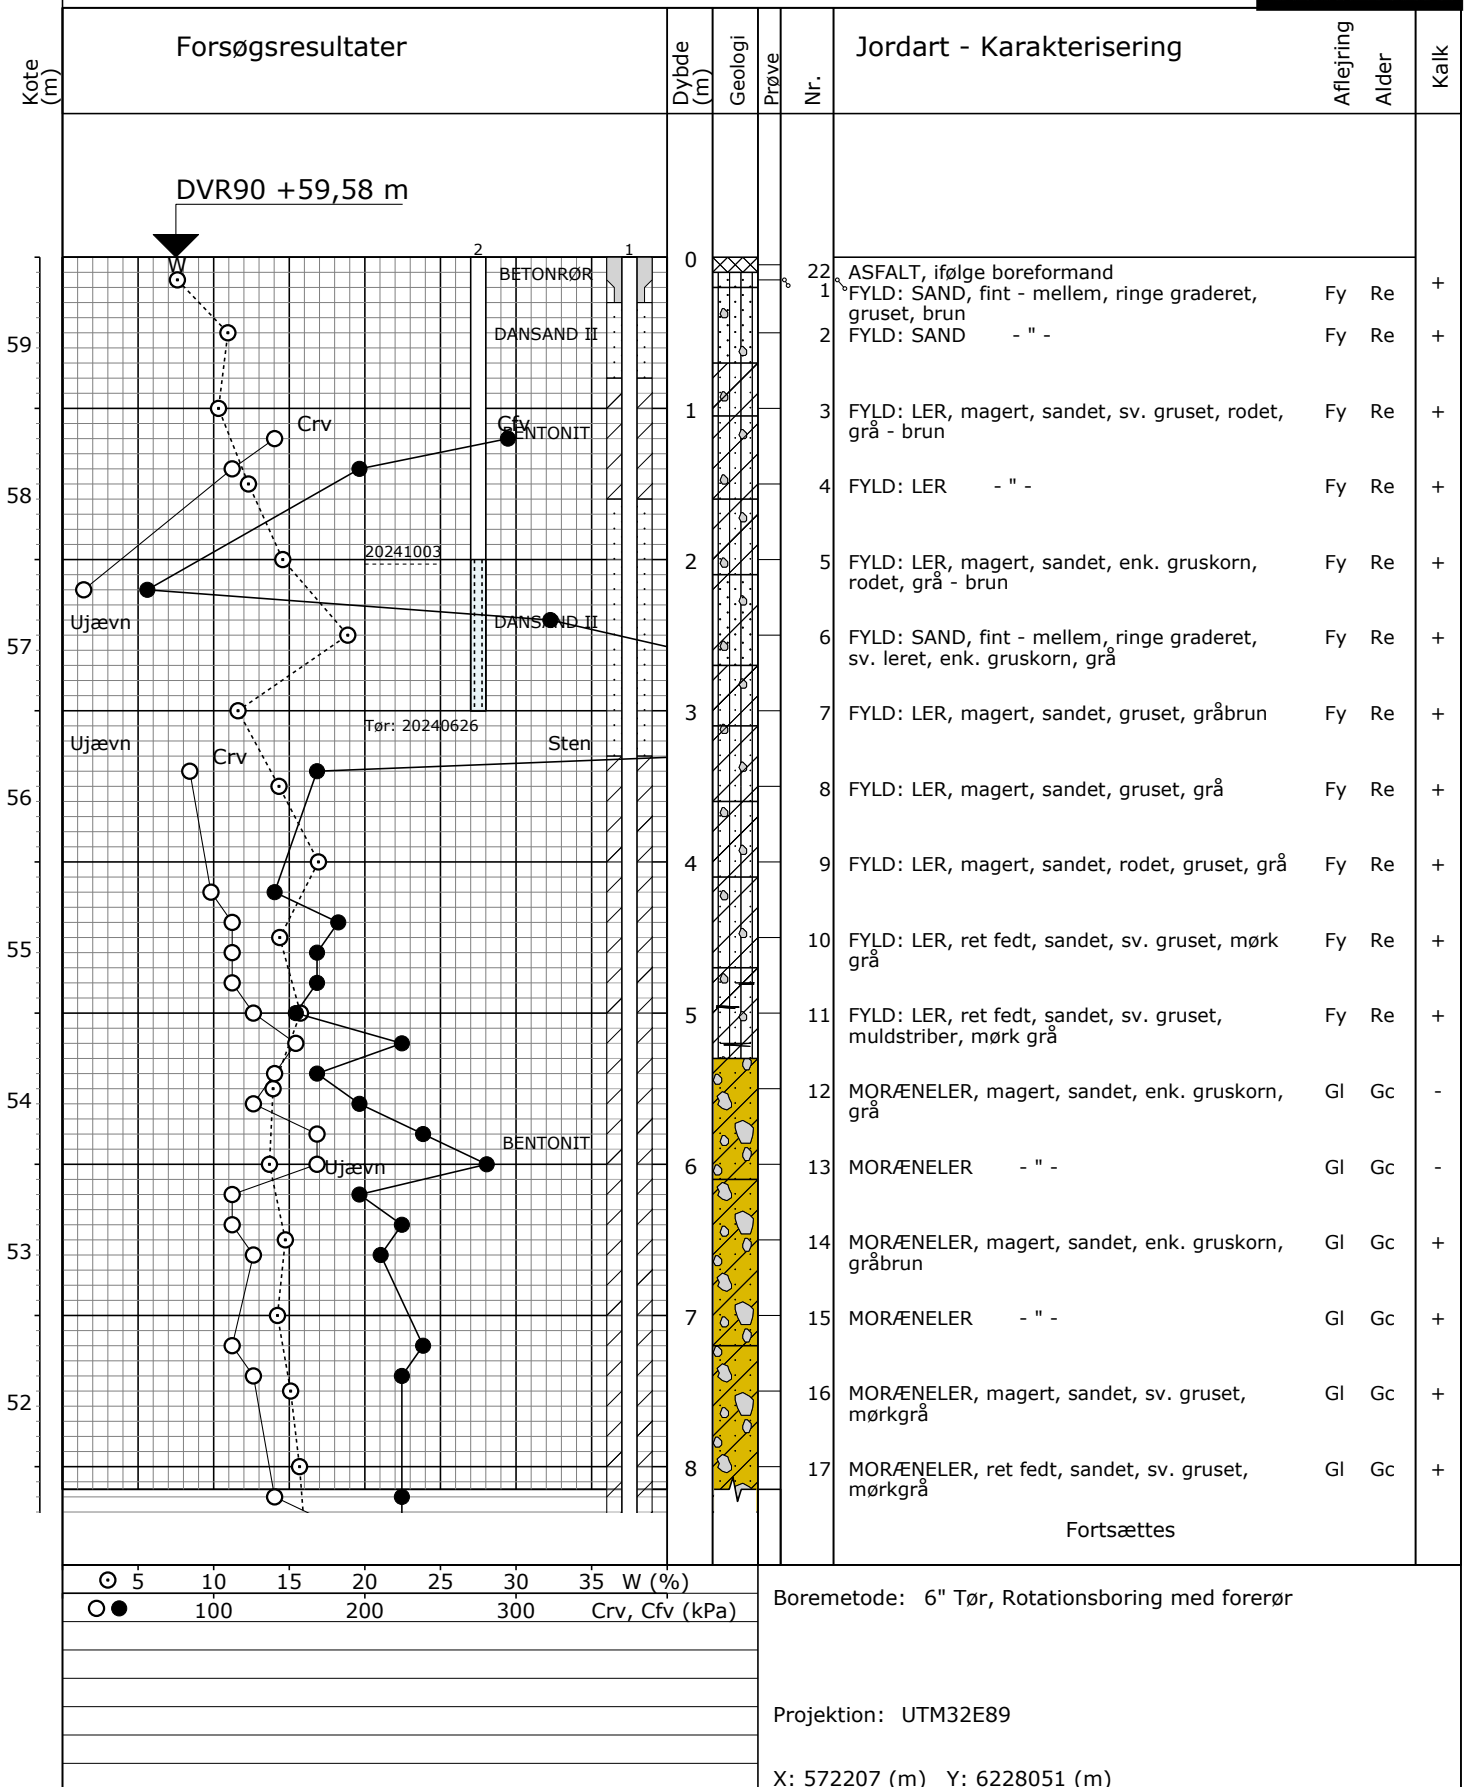 Kote
(m)
Forsøgsresultater
Dybde
(m)
Geologi
Prøve
Nr.
Jordart - Karakterisering
Aflejring
Alder
Kalk
DVR90 +59,58 m
W
2
1
0
BETONRØR
22 ASFALT, ifølge boreformand +
1 FYLD: SAND, fint - mellem, ringe graderet, Fy Re
gruset, brun
59
DANSAND II
2 FYLD: SAND - " - Fy Re +
1
Crv
Cfv
BENTONIT
3 FYLD: LER, magert, sandet, sv. gruset, rodet, Fy Re +
grå - brun
58
4 FYLD: LER - " - Fy Re +
20241003
2
5 FYLD: LER, magert, sandet, enk. gruskorn, Fy Re +
rodet, grå - brun
Ujævn
DANSAND II
57
6 FYLD: SAND, fint - mellem, ringe graderet, Fy Re +
sv. leret, enk. gruskorn, grå
3
7 FYLD: LER, magert, sandet, gruset, gråbrun Fy Re +
Tør: 20240626
Ujævn
Sten
Crv
56
8 FYLD: LER, magert, sandet, gruset, grå Fy Re +
4
9 FYLD: LER, magert, sandet, rodet, gruset, grå Fy Re +
55
10 FYLD: LER, ret fedt, sandet, sv. gruset, mørk Fy Re +
grå
5
11 FYLD: LER, ret fedt, sandet, sv. gruset, Fy Re +
muldstriber, mørk grå
54
12 MORÆNELER, magert, sandet, enk. gruskorn, Gl Gc -
grå
BENTONIT
Ujævn
6
13 MORÆNELER - " - Gl Gc -
53
14 MORÆNELER, magert, sandet, enk. gruskorn, Gl Gc +
gråbrun
7
15 MORÆNELER - " - Gl Gc +
52
16 MORÆNELER, magert, sandet, sv. gruset, Gl Gc +
mørkgrå
8
17 MORÆNELER, ret fedt, sandet, sv. gruset, Gl Gc +
mørkgrå
Fortsættes
5 10 15 20 25 30 35 W (%)
100 200 300 Crv, Cfv (kPa)
Boremetode: 6" Tør, Rotationsboring med forerør
Projektion: UTM32E89
X: 572207 (m) Y: 6228051 (m)